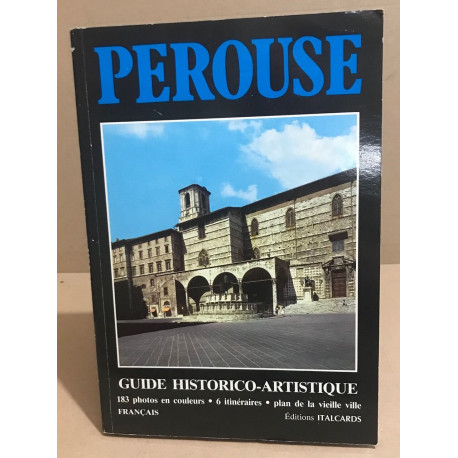 PEROUSE
GUIDE HISTORICO-ARTISTIQUE
183 photos en couleurs • 6 itinéraires • plan de la vieille ville
FRANÇAIS Éditions ITALCARDS